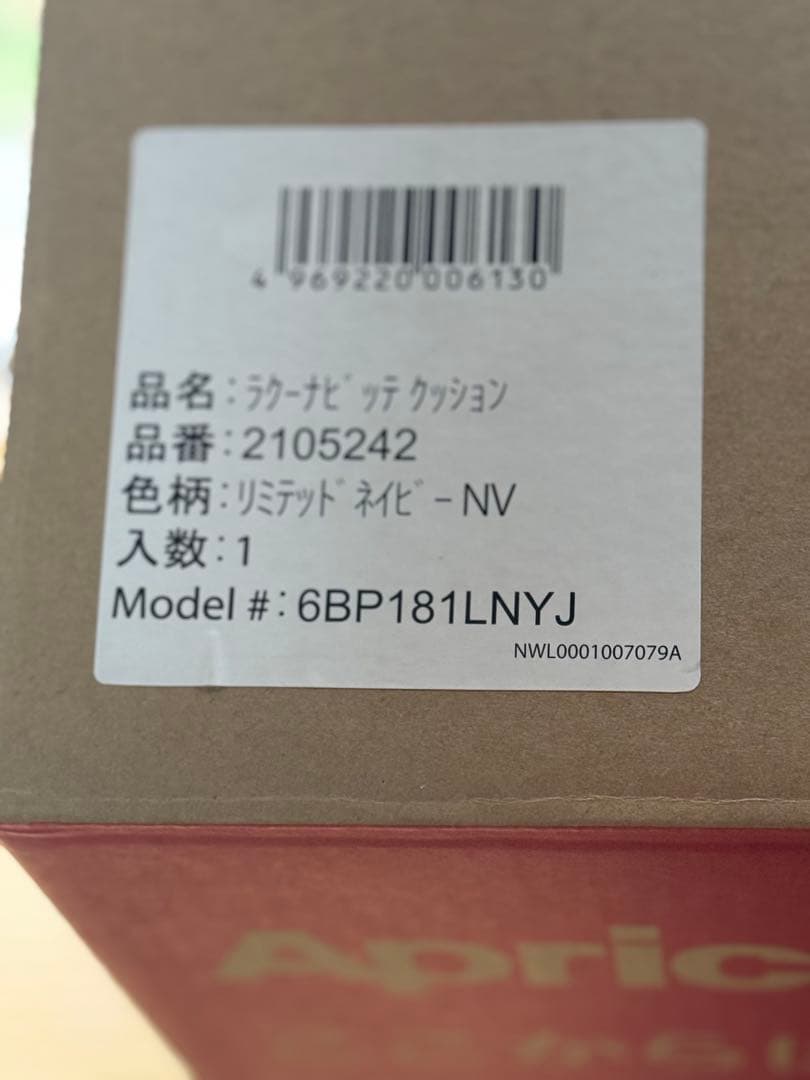 4 969220 006130
品名：ﾗｸｰﾅﾋﾞｯﾃ ｸｯｼｮﾝ
品番：2105242
色柄：ﾘﾐﾃｯﾄﾞﾈｲﾋﾞｰNV
入数：1
Model #：6BP181LNYJ
NWL0001007079A
Apric